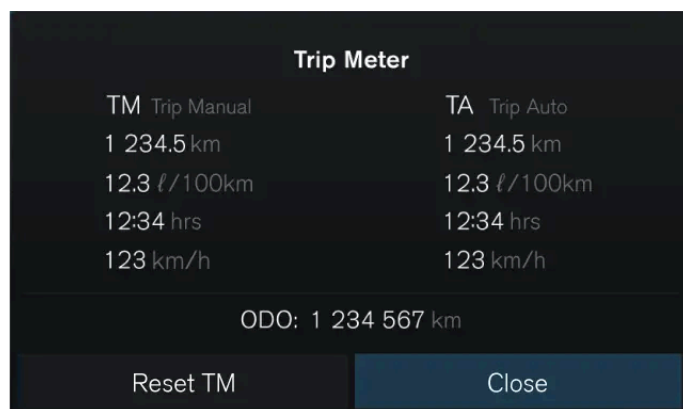 Trip Meter
TM Trip Manual
1 234.5 km
12.3 ℓ/100km
12:34 hrs
123 km/h
TA Trip Auto
1 234.5 km
12.3 ℓ/100km
12:34 hrs
123 km/h
ODO: 1 234 567 km
Reset TM
Close